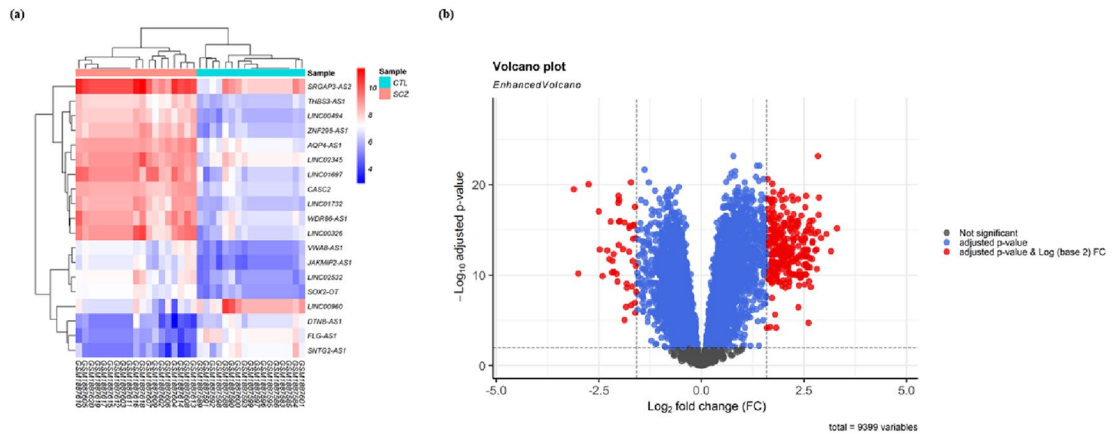 (a)
(b)
Sample
SRGAP3-AS2
THBS3-AS1
LINC00494
ZNF295-AS1
AQP4-AS1
LINC02345
LINC01697
CASC2
LINC01732
WDR86-AS1
LINC00326
VWA8-AS1
JAKMIP2-AS1
LINC02532
SOX2-OT
LINC00960
DTNB-AS1
FLG-AS1
SNTG2-AS1
Sample
CTL
SCZ
10
8
6
4
Volcano plot
EnhancedVolcano
−Log10 adjusted p-value
20
10
0
-5.0
-2.5
0.0
2.5
5.0
Log2 fold change (FC)
total = 9399 variables
Not significant
adjusted p-value
adjusted p-value & Log (base 2) FC